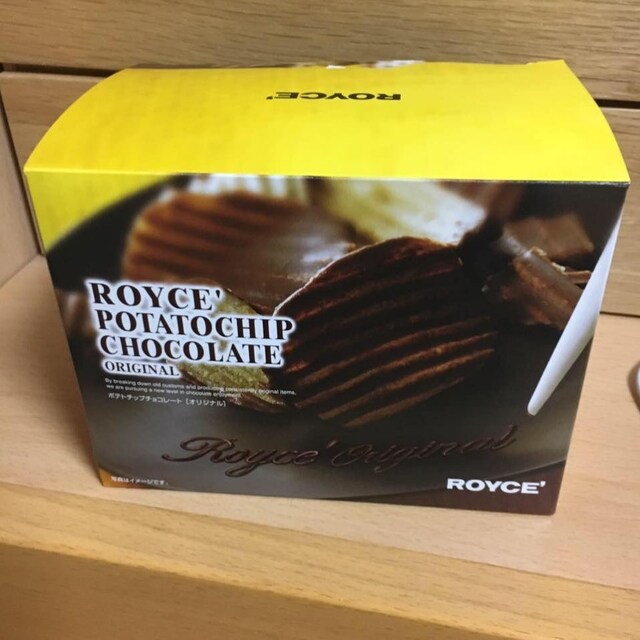 ROYCE'
ROYCE'
POTATOCHIP
CHOCOLATE
ORIGINAL
By breaking down old customs and producing completely original items,
we are pursuing a new level in chocolate enjoyment.
ポテトチップチョコレート [オリジナル]
Royce' Original
ROYCE'
写真はイメージです。